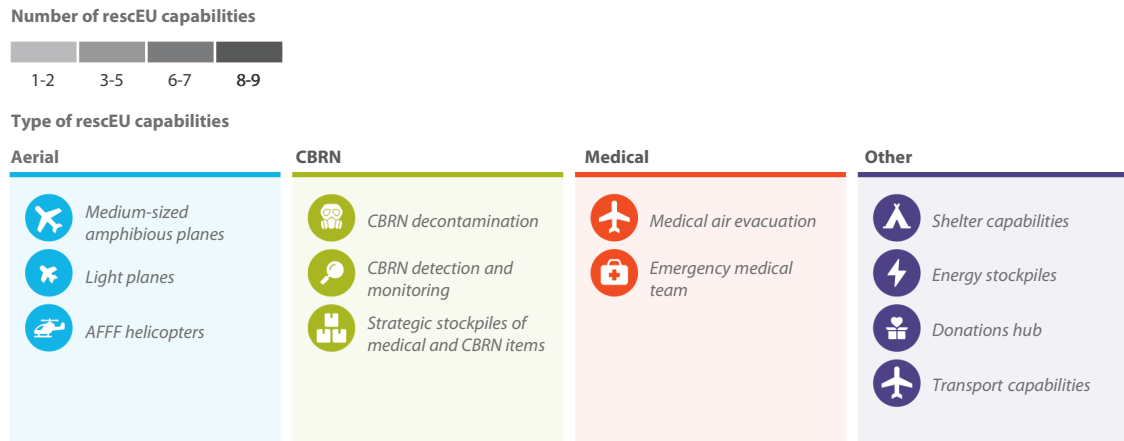 Number of rescEU capabilities
1-2 3-5 6-7 8-9
Type of rescEU capabilities
Aerial
Medium-sized
amphibious planes
Light planes
AFFF helicopters
CBRN
CBRN decontamination
CBRN detection and
monitoring
Strategic stockpiles of
medical and CBRN items
Medical
Medical air evacuation
Emergency medical
team
Other
Shelter capabilities
Energy stockpiles
Donations hub
Transport capabilities